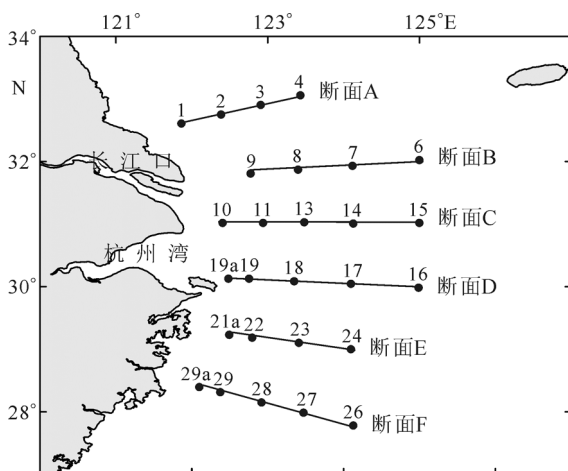 121° 123° 125°E
34°
N
1 2 3 4 断面A
32°
长江口
9 8 7 6 断面B
10 11 13 14 15 断面C
杭州湾
30°
19a 19 18 17 16 断面D
21a 22 23 24 断面E
28°
29a 29 28 27 26 断面F